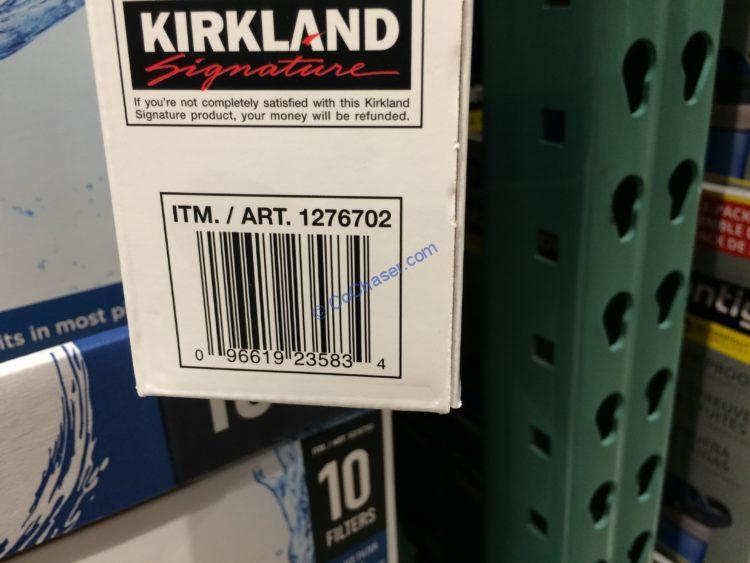 KIRKLAND
Signature
If you're not completely satisfied with this Kirkland
Signature product, your money will be refunded.
ITM. / ART. 1276702
0 96619 23583 4
© CoChaser.com
its in most p
10
FILTERS